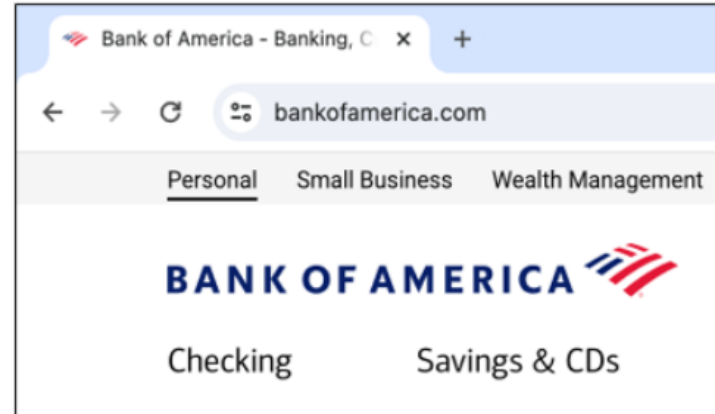 Bank of America - Banking, C
bankofamerica.com
Personal Small Business Wealth Management
BANK OF AMERICA
Checking Savings & CDs